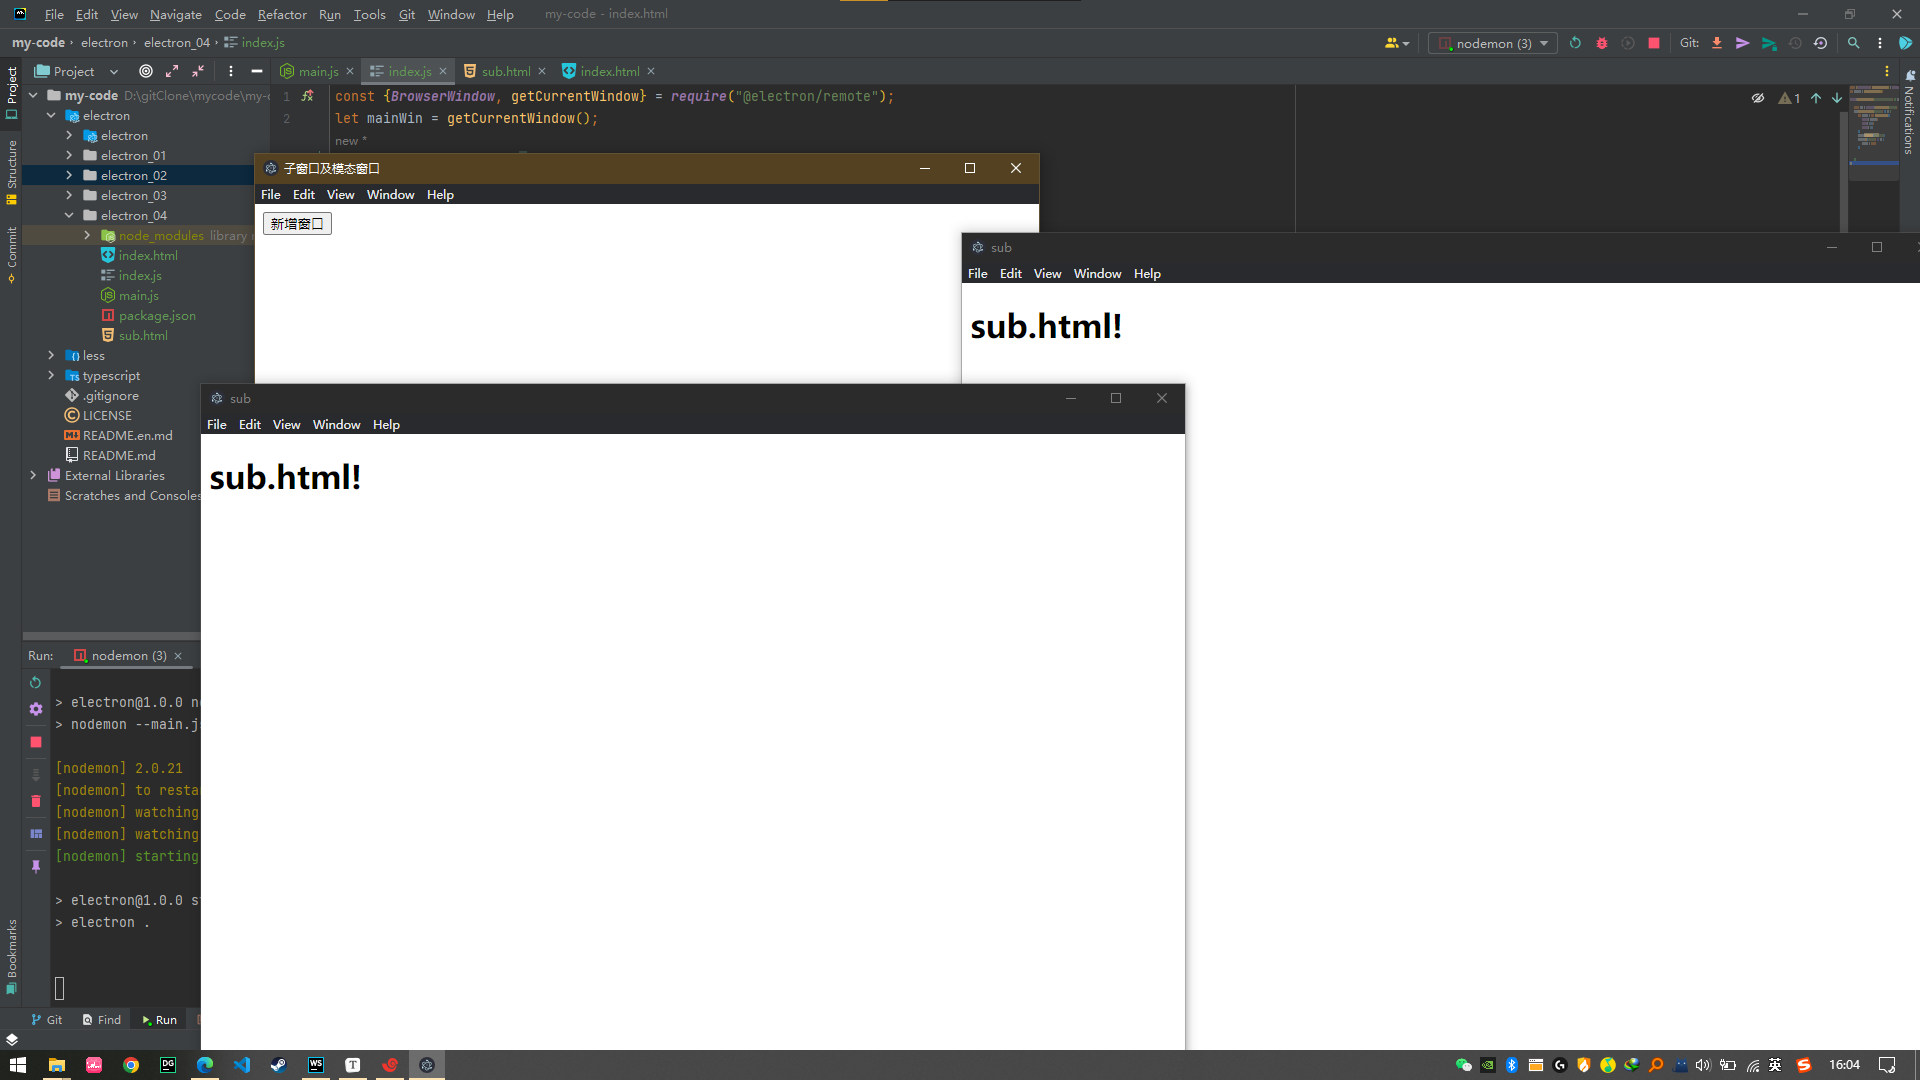 File Edit View Navigate Code Refactor Run Tools Git Window Help my-code - index.html
my-code electron electron_04 index.js
nodemon (3) Git:
Project
main.js index.js sub.html index.html
my-code D:\gitClone\mycode\my-c
electron
electron
electron_01
electron_02
electron_03
electron_04
node_modules library
index.html
index.js
main.js
package.json
sub.html
less
typescript
.gitignore
LICENSE
README.en.md
README.md
External Libraries
Scratches and Consoles
Project
Structure
Commit
Bookmarks
Notifications
1 const {BrowserWindow, getCurrentWindow} = require("@electron/remote");
2 let mainWin = getCurrentWindow();
new *
1
子窗口及模态窗口
File Edit View Window Help
新增窗口
sub
File Edit View Window Help
sub.html!
sub
File Edit View Window Help
sub.html!
Run: nodemon (3)
> electron@1.0.0 n
> nodemon --main.j
[nodemon] 2.0.21
[nodemon] to resta
[nodemon] watching
[nodemon] watching
[nodemon] starting
> electron@1.0.0 s
> electron .
Git Find Run
英 16:04